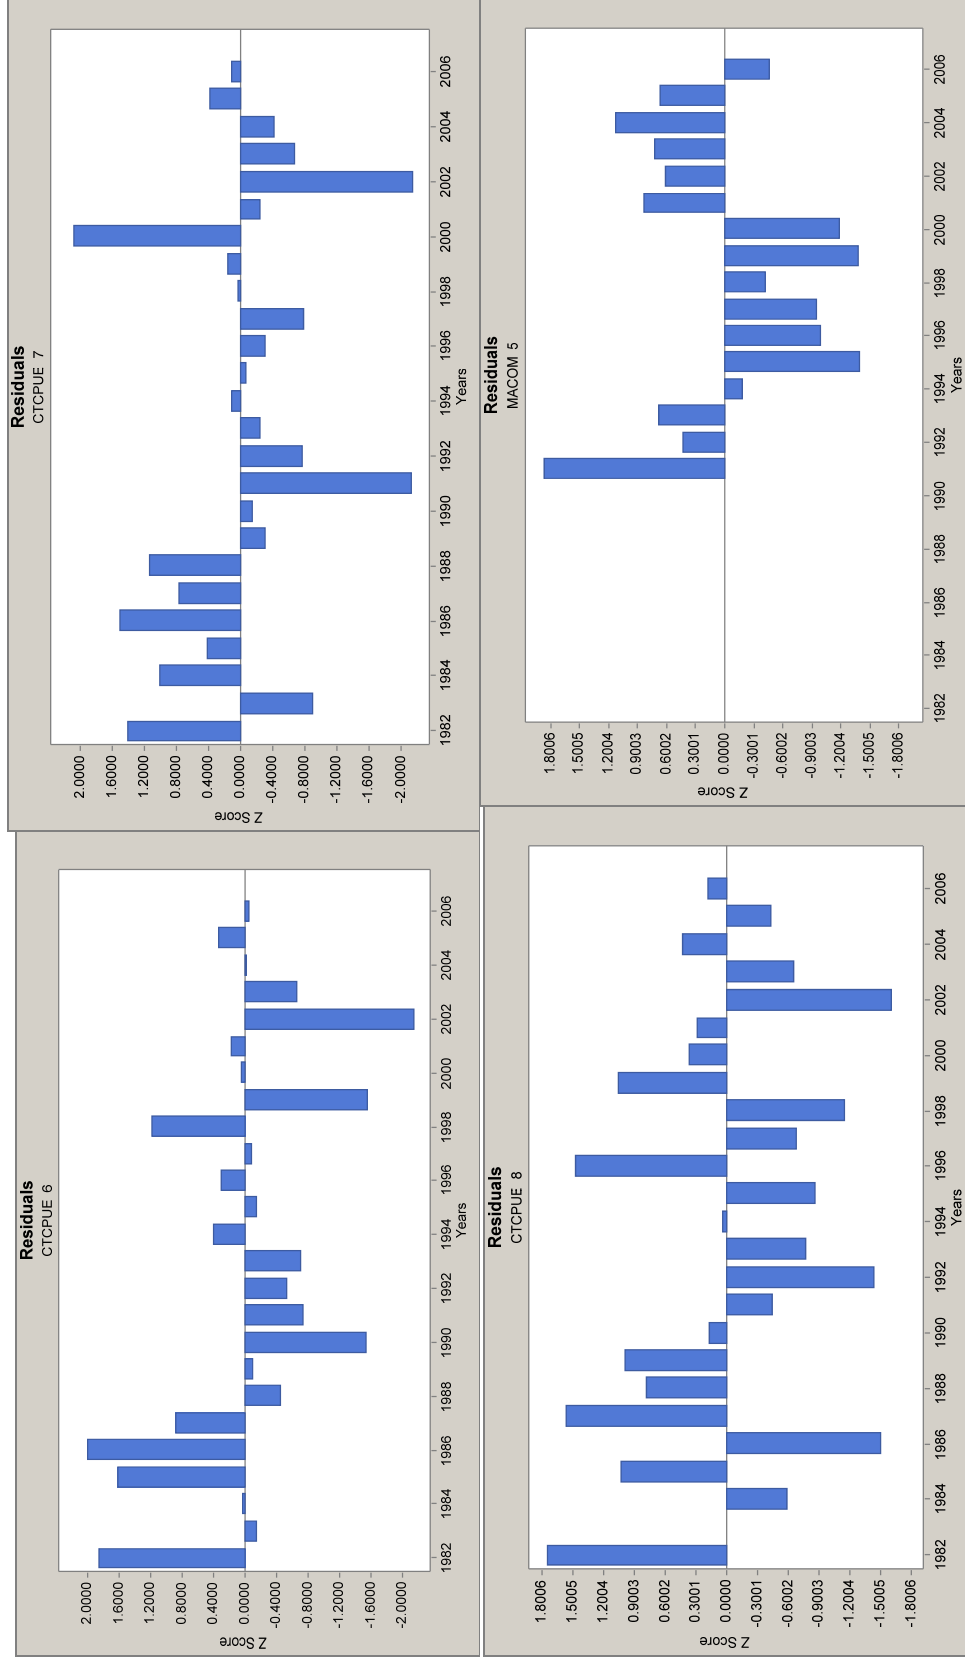 Residuals
CTCPUE 6
Z Score
2.0000
1.6000
1.2000
0.8000
0.4000
0.0000
-0.4000
-0.8000
-1.2000
-1.6000
-2.0000
1982 1984 1986 1988 1990 1992 1994 1996 1998 2000 2002 2004 2006
Years
Residuals
CTCPUE 7
Z Score
2.0000
1.6000
1.2000
0.8000
0.4000
0.0000
-0.4000
-0.8000
-1.2000
-1.6000
-2.0000
1982 1984 1986 1988 1990 1992 1994 1996 1998 2000 2002 2004 2006
Years
Residuals
CTCPUE 8
Z Score
1.8006
1.5005
1.2004
0.9003
0.6002
0.3001
0.0000
-0.3001
-0.6002
-0.9003
-1.2004
-1.5005
-1.8006
1982 1984 1986 1988 1990 1992 1994 1996 1998 2000 2002 2004 2006
Years
Residuals
MACOM 5
Z Score
1.8006
1.5005
1.2004
0.9003
0.6002
0.3001
0.0000
-0.3001
-0.6002
-0.9003
-1.2004
-1.5005
-1.8006
1982 1984 1986 1988 1990 1992 1994 1996 1998 2000 2002 2004 2006
Years